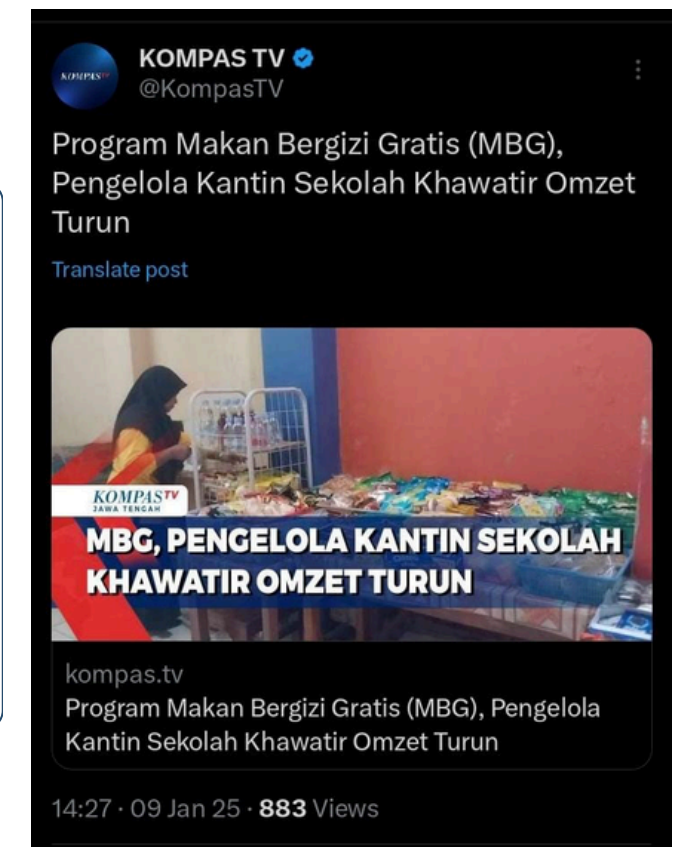 KOMPAS TV
@KompasTV
Program Makan Bergizi Gratis (MBG),
Pengelola Kantin Sekolah Khawatir Omzet
Turun
Translate post
KOMPASTV
JAWA TENGAH
MBG, PENGELOLA KANTIN SEKOLAH
KHAWATIR OMZET TURUN
kompas.tv
Program Makan Bergizi Gratis (MBG), Pengelola
Kantin Sekolah Khawatir Omzet Turun
14:27 · 09 Jan 25 · 883 Views